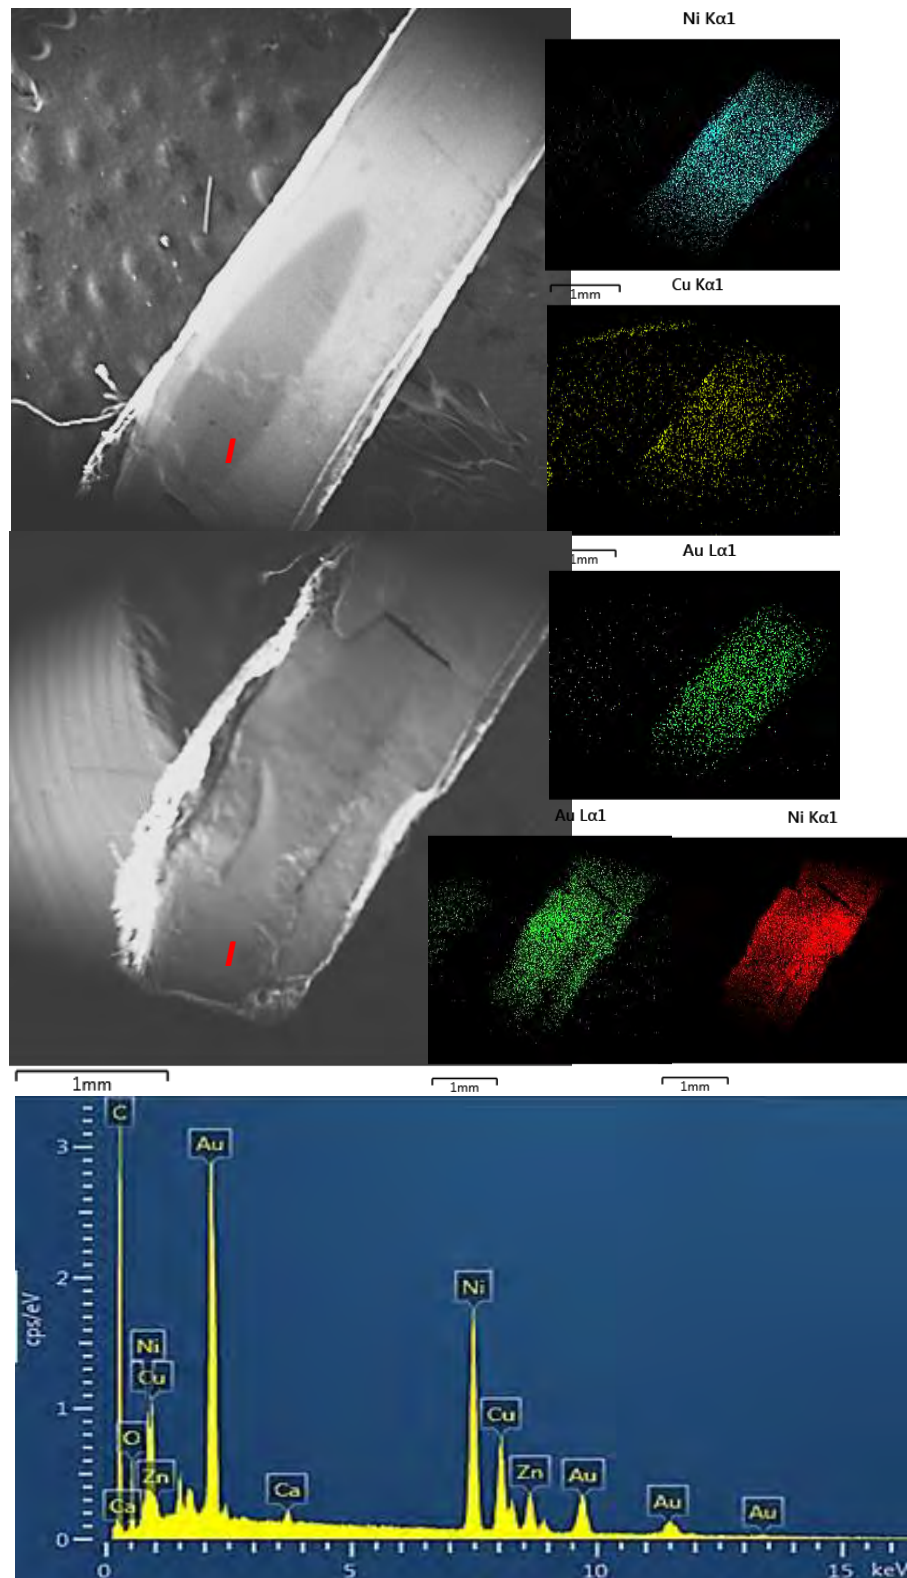 Ni Kα1
1mm
Cu Kα1
1mm
Au Lα1
Au Lα1
Ni Kα1
1mm
1mm
1mm
C
Au
Ni
Cu
O
Zn
Ca
Ca
Ni
Cu
Zn
Au
Au
Au
3
2
1
0
cps/eV
0
5
10
15
keV